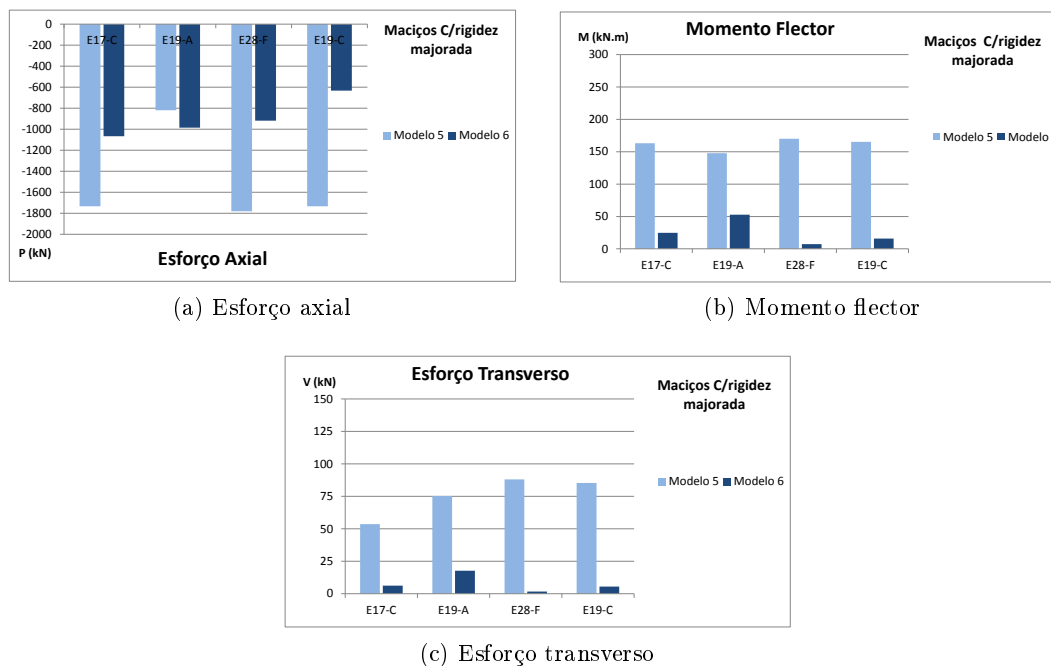 0
-200
-400
-600
-800
-1000
-1200
-1400
-1600
-1800
-2000
P (kN)
E17-C E19-A E28-F E19-C
Esforço Axial
Maciços C/rigidez
majorada
Modelo 5 Modelo 6
(a) Esforço axial
M (kN.m)
Momento Flector
300
250
200
150
100
50
0
E17-C E19-A E28-F E19-C
Maciços C/rigidez
majorada
Modelo 5 Modelo
(b) Momento flector
V (kN)
Esforço Transverso
150
125
100
75
50
25
0
E17-C E19-A E28-F E19-C
Maciços C/rigidez
majorada
Modelo 5 Modelo 6
(c) Esforço transverso